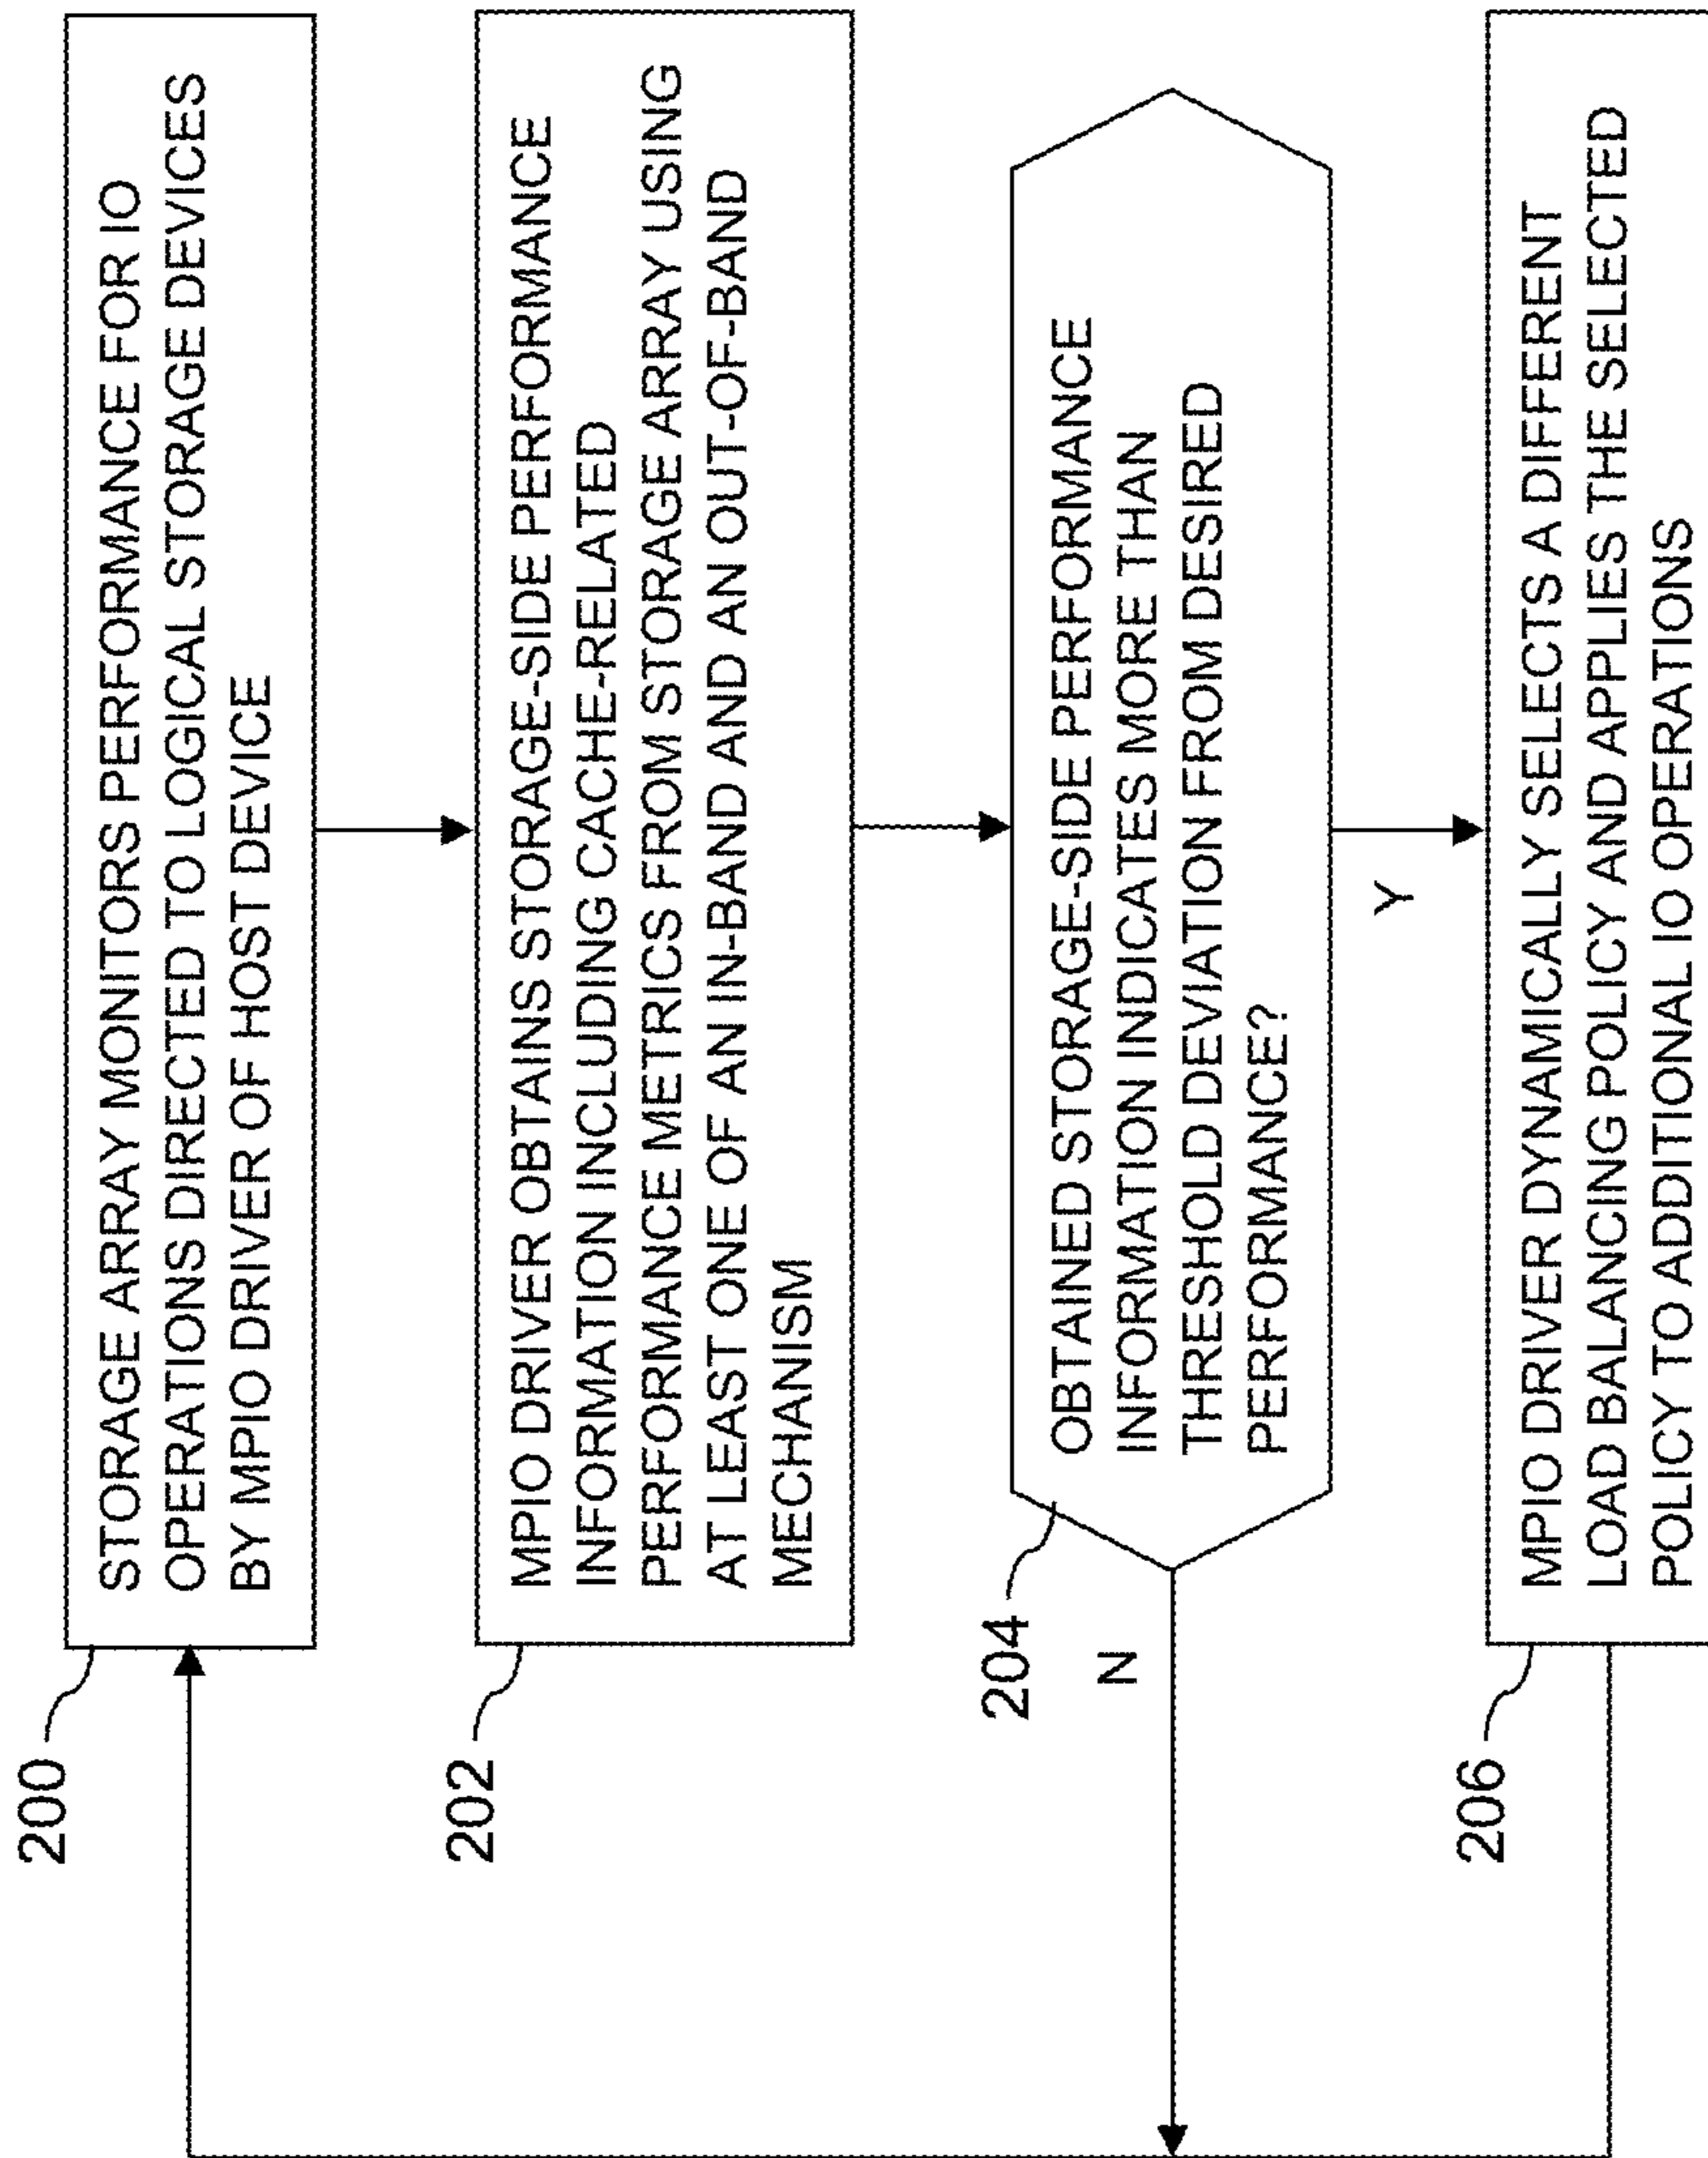 200
STORAGE ARRAY MONITORS PERFORMANCE FOR IO
OPERATIONS DIRECTED TO LOGICAL STORAGE DEVICES
BY MPIO DRIVER OF HOST DEVICE
202
MPIO DRIVER OBTAINS STORAGE-SIDE PERFORMANCE
INFORMATION INCLUDING CACHE-RELATED
PERFORMANCE METRICS FROM STORAGE ARRAY USING
AT LEAST ONE OF AN IN-BAND AND AN OUT-OF-BAND
MECHANISM
204
OBTAINED STORAGE-SIDE PERFORMANCE
INFORMATION INDICATES MORE THAN
THRESHOLD DEVIATION FROM DESIRED
PERFORMANCE?
N
Y
206
MPIO DRIVER DYNAMICALLY SELECTS A DIFFERENT
LOAD BALANCING POLICY AND APPLIES THE SELECTED
POLICY TO ADDITIONAL IO OPERATIONS